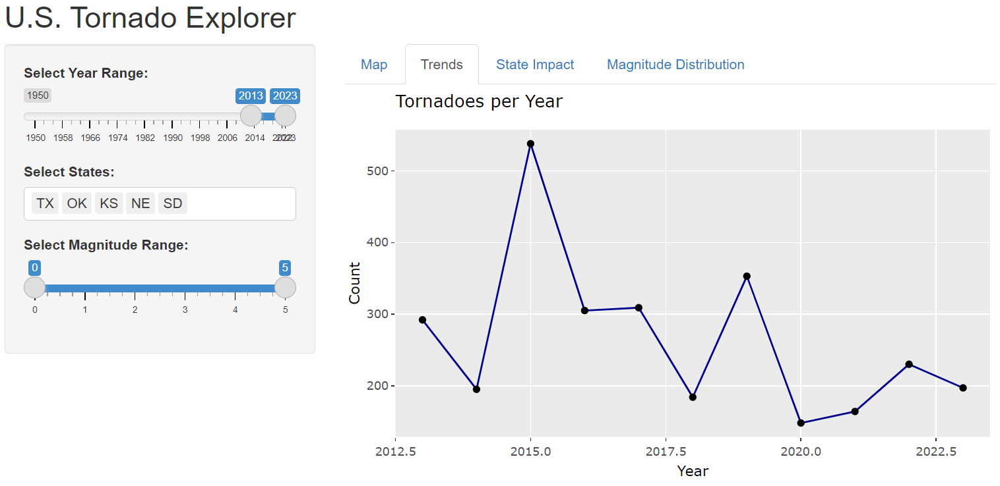 U.S. Tornado Explorer
Select Year Range:
1950 2013 2023
1950 1958 1966 1974 1982 1990 1998 2006 2014 2022 2023
Select States:
TX OK KS NE SD
Select Magnitude Range:
0 5
0 1 2 3 4 5
Map Trends State Impact Magnitude Distribution
Tornadoes per Year
500
400
300
200
Count
2012.5 2015.0 2017.5 2020.0 2022.5
Year